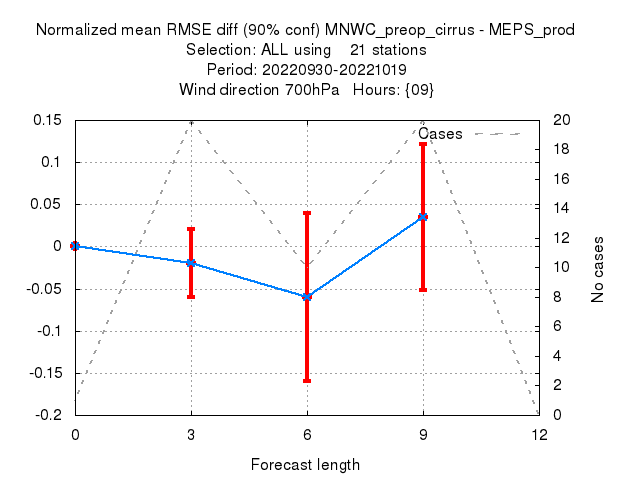 Normalized mean RMSE diff (90% conf) MNWC_preop_cirrus - MEPS_prod
Selection: ALL using    21 stations
Period: 20220930-20221019
Wind direction 700hPa   Hours: {09}
Cases
0.15
0.1
0.05
0
-0.05
-0.1
-0.15
-0.2
20
18
16
14
12
10
8
6
4
2
0
No cases
0 3 6 9 12
Forecast length